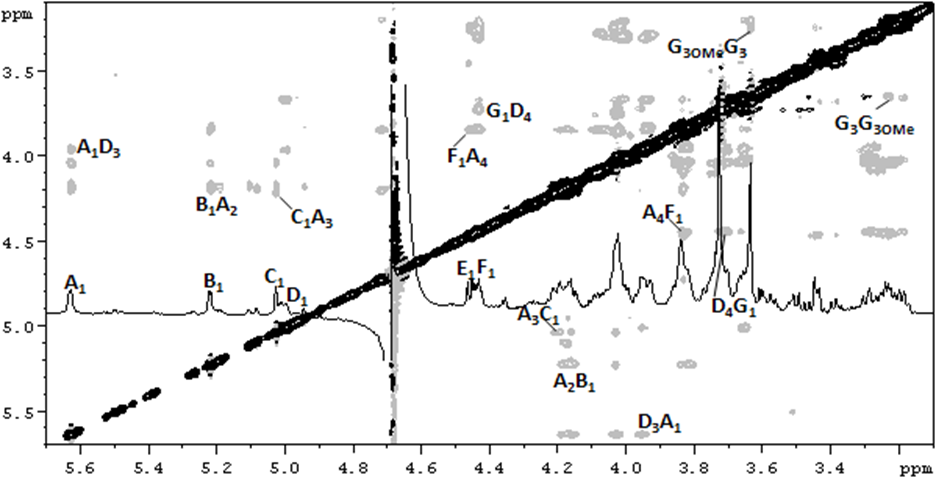 ppm
G3OMeG3
3.5
G1D4
G3G3OMe
A1D3
F1A4
4.0
B1A2
C1A3
A4F1
4.5
A1
B1
C1
D1
E1F1
D4G1
A3C1
5.0
A2B1
D3A1
5.5
5.6 5.4 5.2 5.0 4.8 4.6 4.4 4.2 4.0 3.8 3.6 3.4 ppm